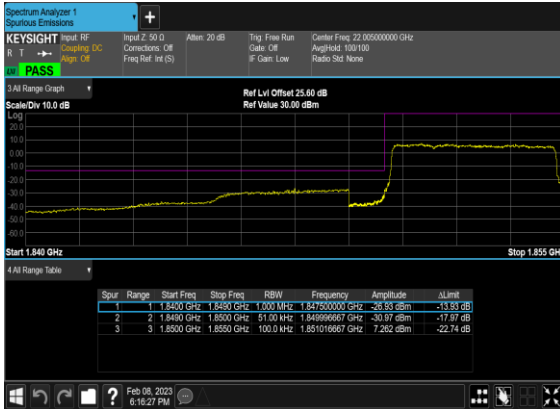 Spectrum Analyzer 1
Spurious Emissions
KEYSIGHT Input: RF Input Z: 50 Ω Atten: 20 dB Trig: Free Run Center Freq: 22.005000000 GHz
R T Coupling: DC Corrections: Off Gate: Off Avg|Hold: 100/100
Align: Off Freq Ref: Int (S) IF Gain: Low Radio Std: None
PASS
3 All Range Graph Ref Lvl Offset 25.60 dB
Scale/Div 10.0 dB Ref Value 30.00 dBm
Log
20.0
10.0
0.00
-10.0
-20.0
-30.0
-40.0
-50.0
-60.0
Start 1.840 GHz Stop 1.855 GH
4 All Range Table
Spur Range Start Freq Stop Freq RBW Frequency Amplitude ΔLimit
1 1 1.8400 GHz 1.8490 GHz 1.000 MHz 1.847500000 GHz -26.93 dBm -13.93 dB
2 2 1.8490 GHz 1.8500 GHz 51.00 kHz 1.849996667 GHz -30.97 dBm -17.97 dB
3 3 1.8500 GHz 1.8550 GHz 100.0 kHz 1.851016667 GHz 7.262 dBm -22.74 dB
Feb 08, 2023
6:16:27 PM